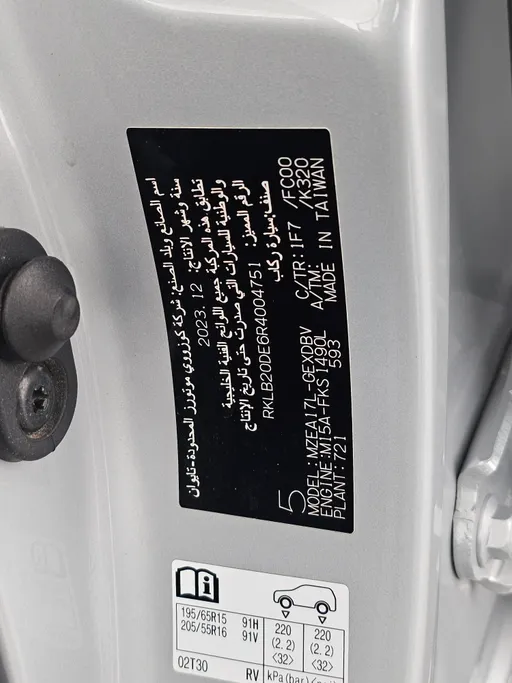 اسم الصانع وبلد الصنع: شركة كوزرووي موتورز المحدودة-تايوان
سنة وشهر الإنتاج: 2023.12
تطابق هذه المركبة جميع اللوائح الفنية الخليجية
والوطنية للسيارات التي صدرت حتى تاريخ الإنتاج
الرقم المميز: RKLB20DE6R4004751
صنف:سيارة ركاب
5
MODEL:MZEA17L-GEXDBV C/TR:1F7 /FC00
ENGINE:M15A-FKS 1490L A/TM: /K320
PLANT:721 593 MADE IN TAIWAN
195/65R15 91H 220 220
205/55R16 91V (2.2) (2.2)
<32> <32>
02T30 RV kPa(bar)